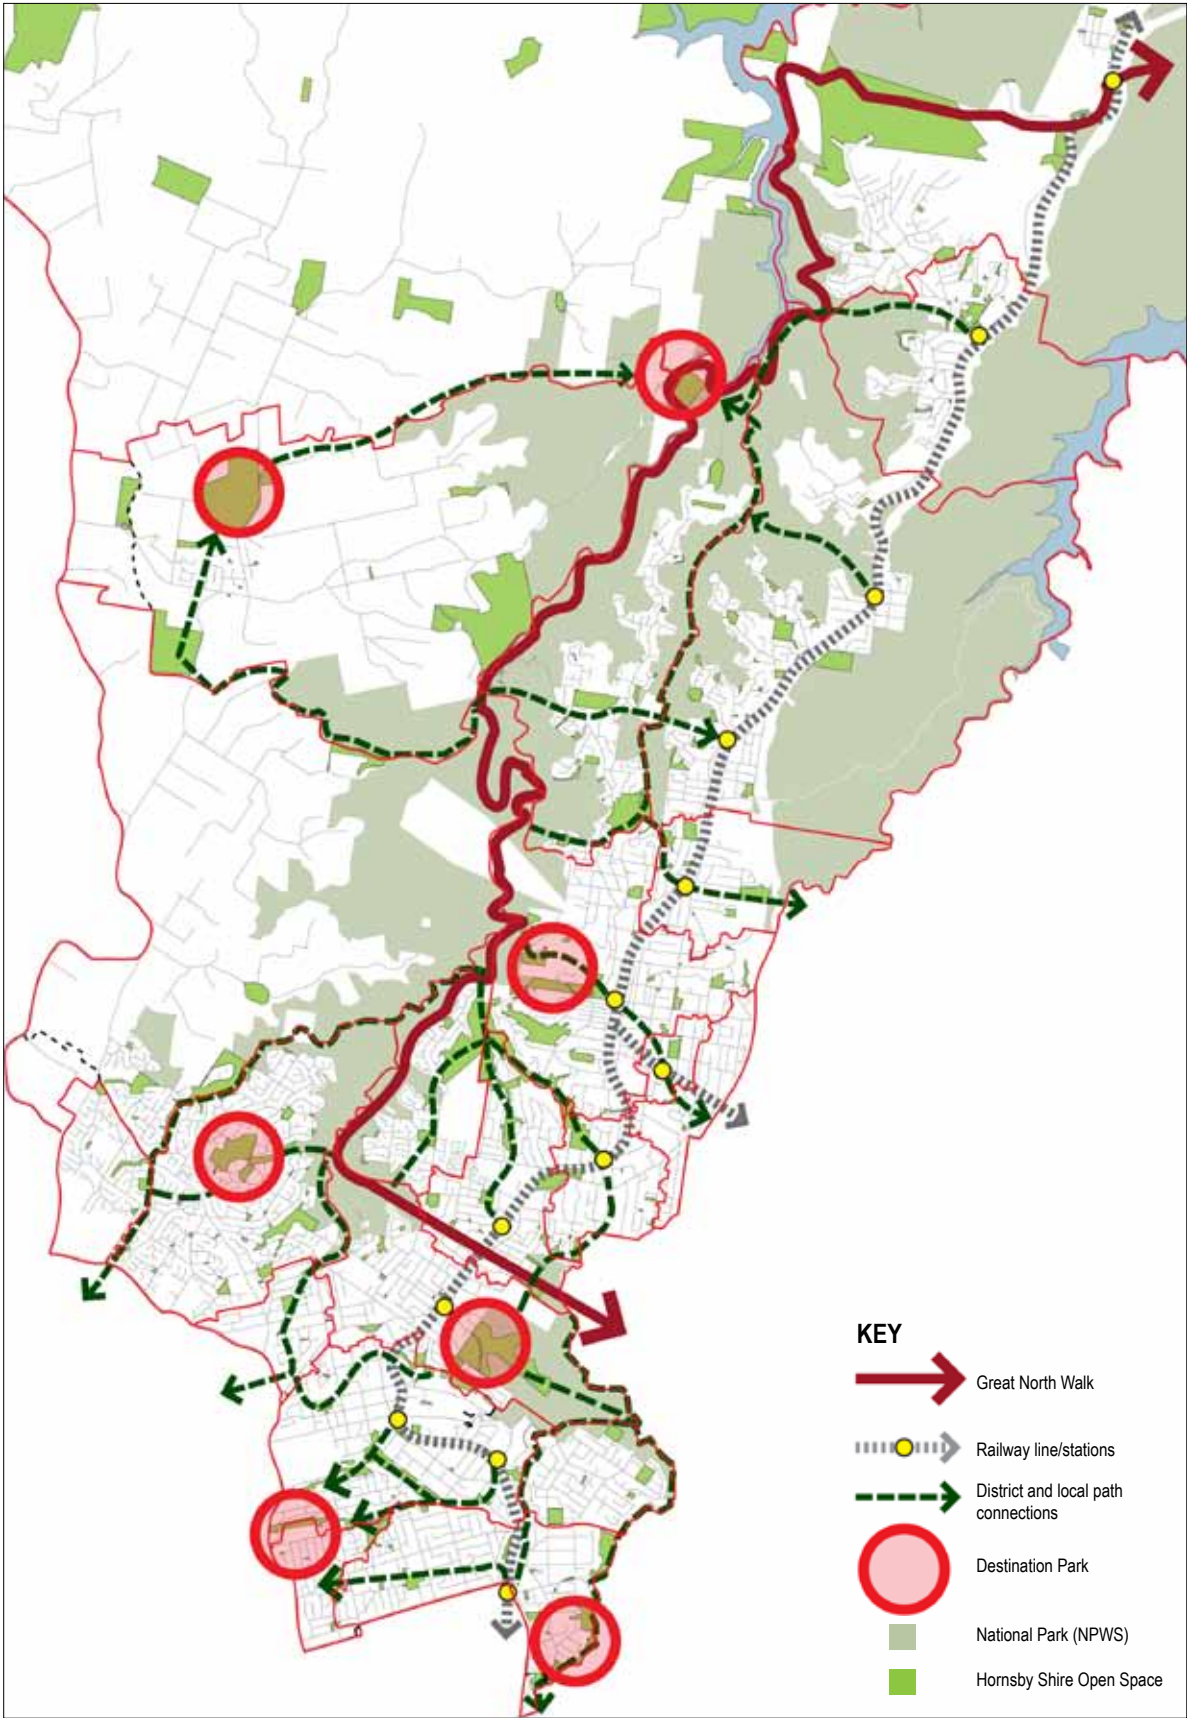 KEY
Great North Walk
Railway line/stations
District and local path
connections
Destination Park
National Park (NPWS)
Hornsby Shire Open Space